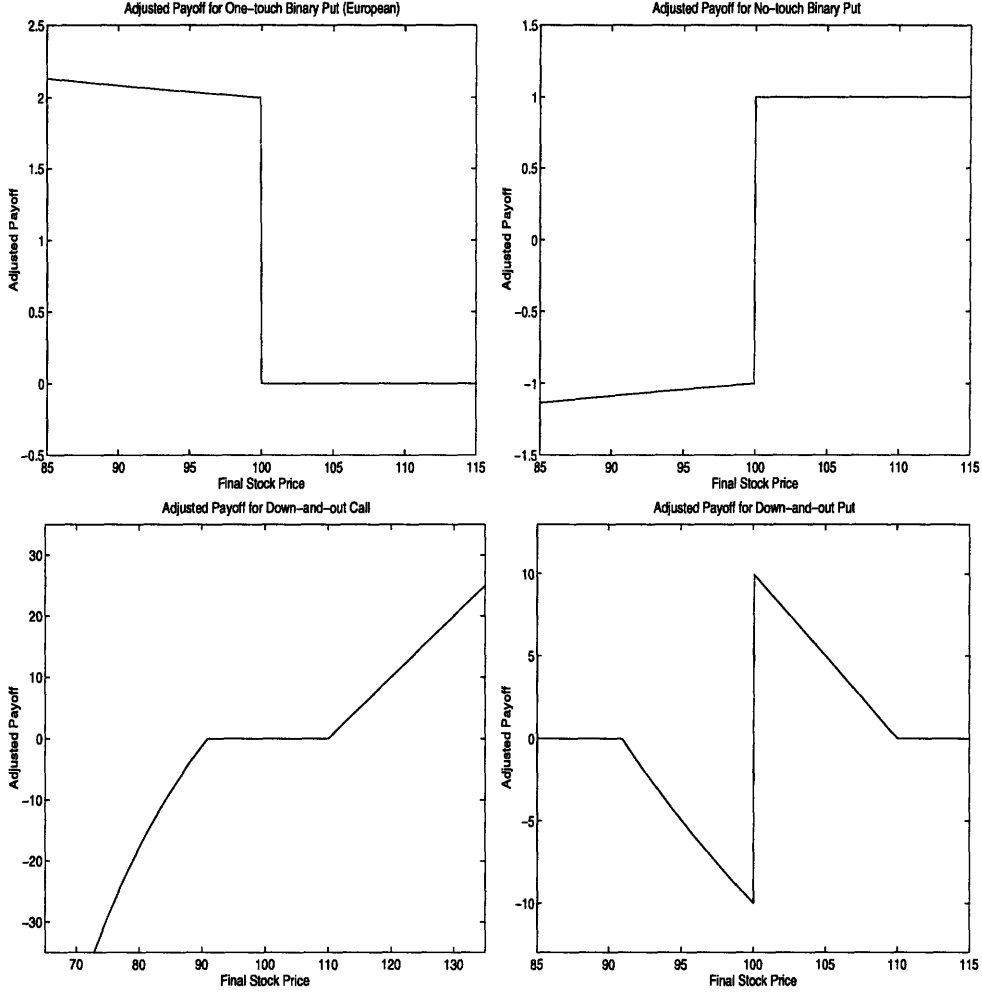 Adjusted Payoff for One-touch Binary Put (European)
2.5
2
1.5
1
0.5
0
-0.5
Adjusted Payoff
85 90 95 100 105 110 115
Final Stock Price
Adjusted Payoff for No-touch Binary Put
1.5
1
0.5
0
-0.5
-1
-1.5
Adjusted Payoff
85 90 95 100 105 110 115
Final Stock Price
Adjusted Payoff for Down-and-out Call
30
20
10
0
-10
-20
-30
Adjusted Payoff
70 80 90 100 110 120 130
Final Stock Price
Adjusted Payoff for Down-and-out Put
10
5
0
-5
-10
Adjusted Payoff
85 90 95 100 105 110 115
Final Stock Price